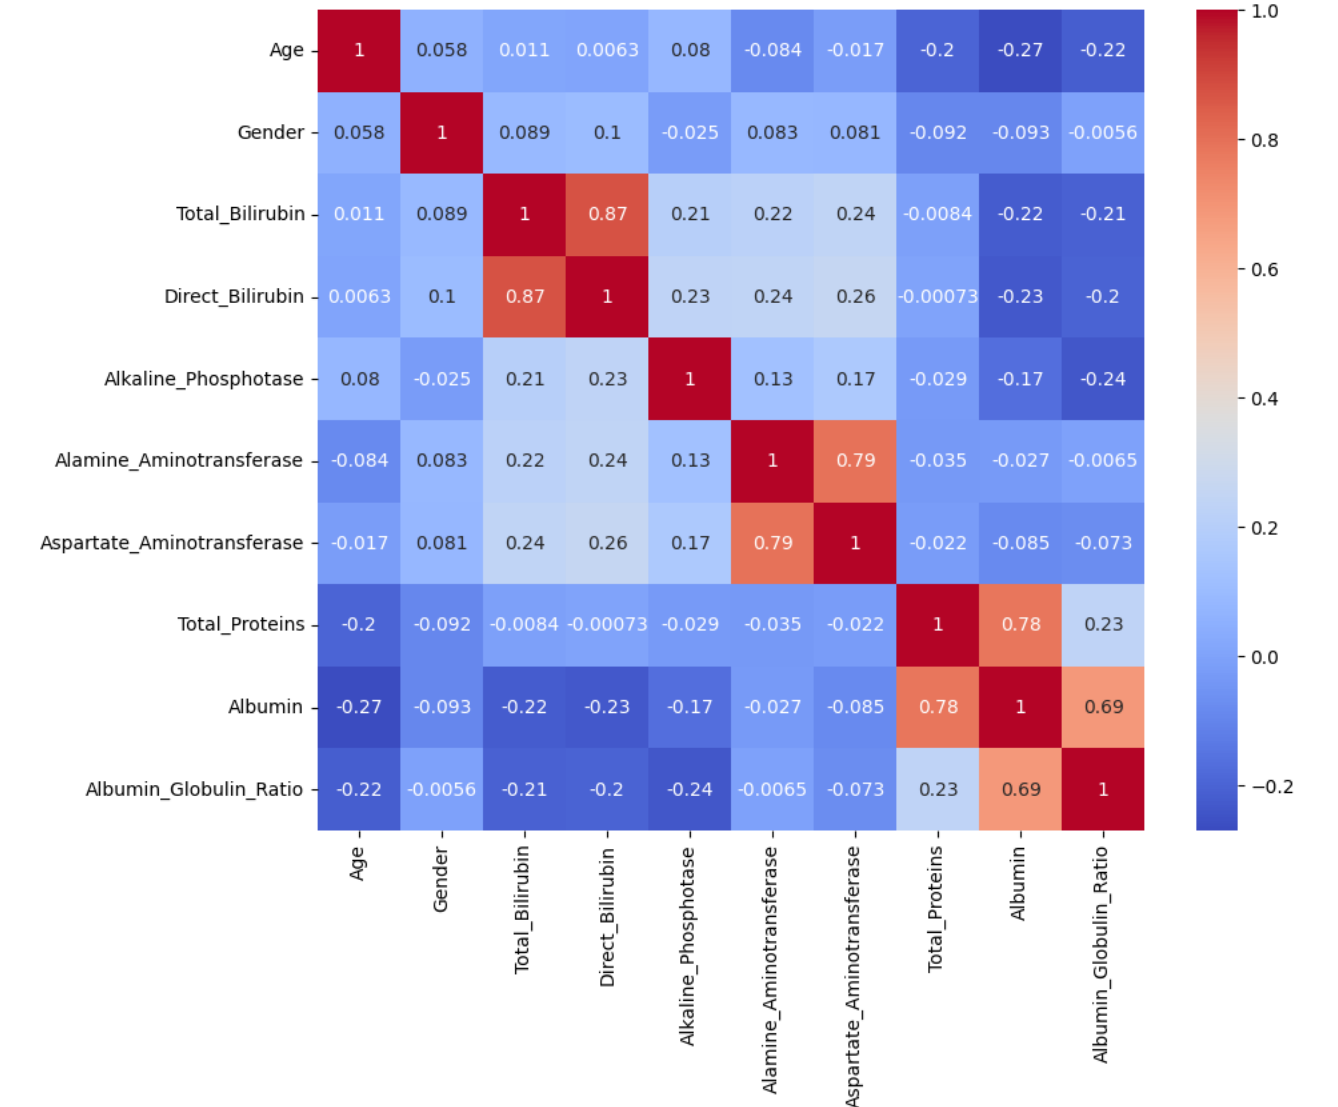 Age 1 0.058 0.011 0.0063 0.08 -0.084 -0.017 -0.2 -0.27 -0.22
Gender 0.058 1 0.089 0.1 -0.025 0.083 0.081 -0.092 -0.093 -0.0056
Total_Bilirubin 0.011 0.089 1 0.87 0.21 0.22 0.24 -0.0084 -0.22 -0.21
Direct_Bilirubin 0.0063 0.1 0.87 1 0.23 0.24 0.26 -0.00073 -0.23 -0.2
Alkaline_Phosphotase 0.08 -0.025 0.21 0.23 1 0.13 0.17 -0.029 -0.17 -0.24
Alamine_Aminotransferase -0.084 0.083 0.22 0.24 0.13 1 0.79 -0.035 -0.027 -0.0065
Aspartate_Aminotransferase -0.017 0.081 0.24 0.26 0.17 0.79 1 -0.022 -0.085 -0.073
Total_Proteins -0.2 -0.092 -0.0084 -0.00073 -0.029 -0.035 -0.022 1 0.78 0.23
Albumin -0.27 -0.093 -0.22 -0.23 -0.17 -0.027 -0.085 0.78 1 0.69
Albumin_Globulin_Ratio -0.22 -0.0056 -0.21 -0.2 -0.24 -0.0065 -0.073 0.23 0.69 1
Age
Gender
Total_Bilirubin
Direct_Bilirubin
Alkaline_Phosphotase
Alamine_Aminotransferase
Aspartate_Aminotransferase
Total_Proteins
Albumin
Albumin_Globulin_Ratio
1.0
0.8
0.6
0.4
0.2
0.0
−0.2